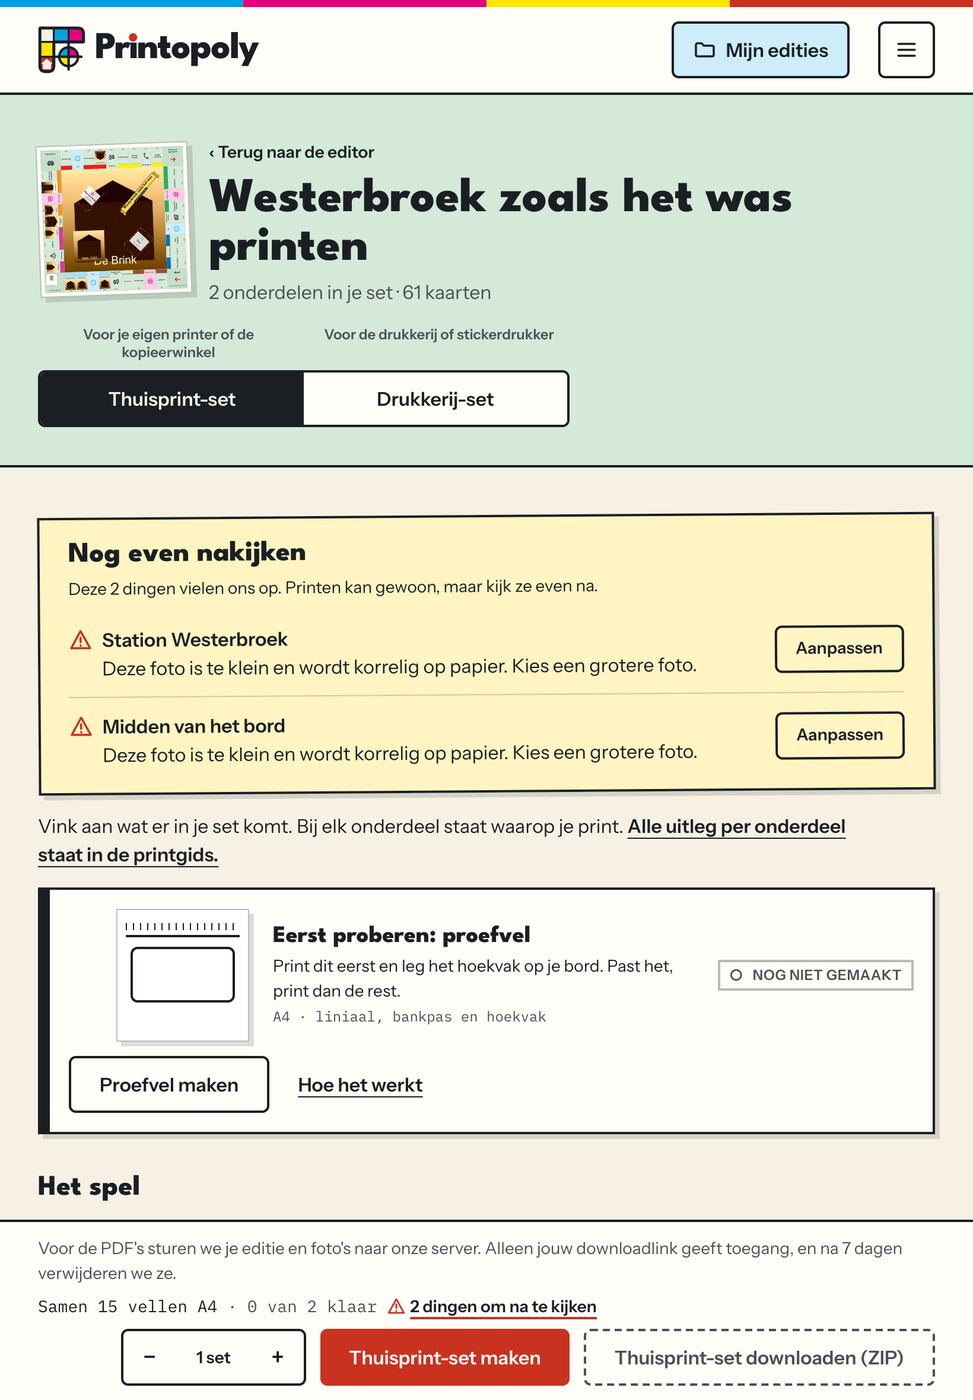 Printopoly
Mijn edities
‹ Terug naar de editor
Westerbroek zoals het was
printen
2 onderdelen in je set · 61 kaarten
De Brink
Voor je eigen printer of de
kopieerwinkel
Voor de drukkerij of stickerdrukker
Thuisprint-set
Drukkerij-set
Nog even nakijken
Deze 2 dingen vielen ons op. Printen kan gewoon, maar kijk ze even na.
Station Westerbroek
Deze foto is te klein en wordt korrelig op papier. Kies een grotere foto.
Aanpassen
Midden van het bord
Deze foto is te klein en wordt korrelig op papier. Kies een grotere foto.
Aanpassen
Vink aan wat er in je set komt. Bij elk onderdeel staat waarop je print. Alle uitleg per onderdeel
staat in de printgids.
Eerst proberen: proefvel
Print dit eerst en leg het hoekvak op je bord. Past het,
print dan de rest.
A4 · liniaal, bankpas en hoekvak
NOG NIET GEMAAKT
Proefvel maken
Hoe het werkt
Het spel
Voor de PDF's sturen we je editie en foto's naar onze server. Alleen jouw downloadlink geeft toegang, en na 7 dagen
verwijderen we ze.
Samen 15 vellen A4 · 0 van 2 klaar
2 dingen om na te kijken
− 1 set +
Thuisprint-set maken
Thuisprint-set downloaden (ZIP)